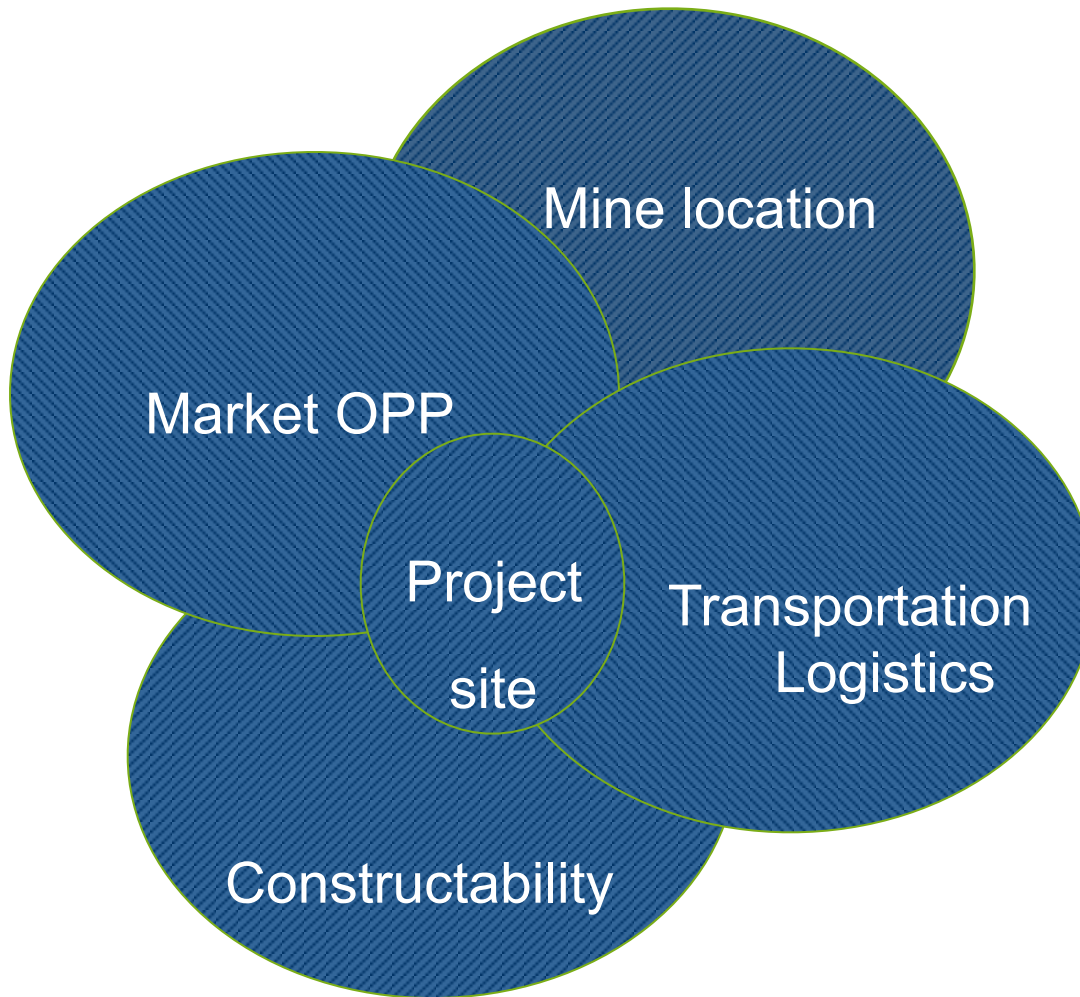 Mine location
Market OPP
Project
site
Transportation
Logistics
Constructability